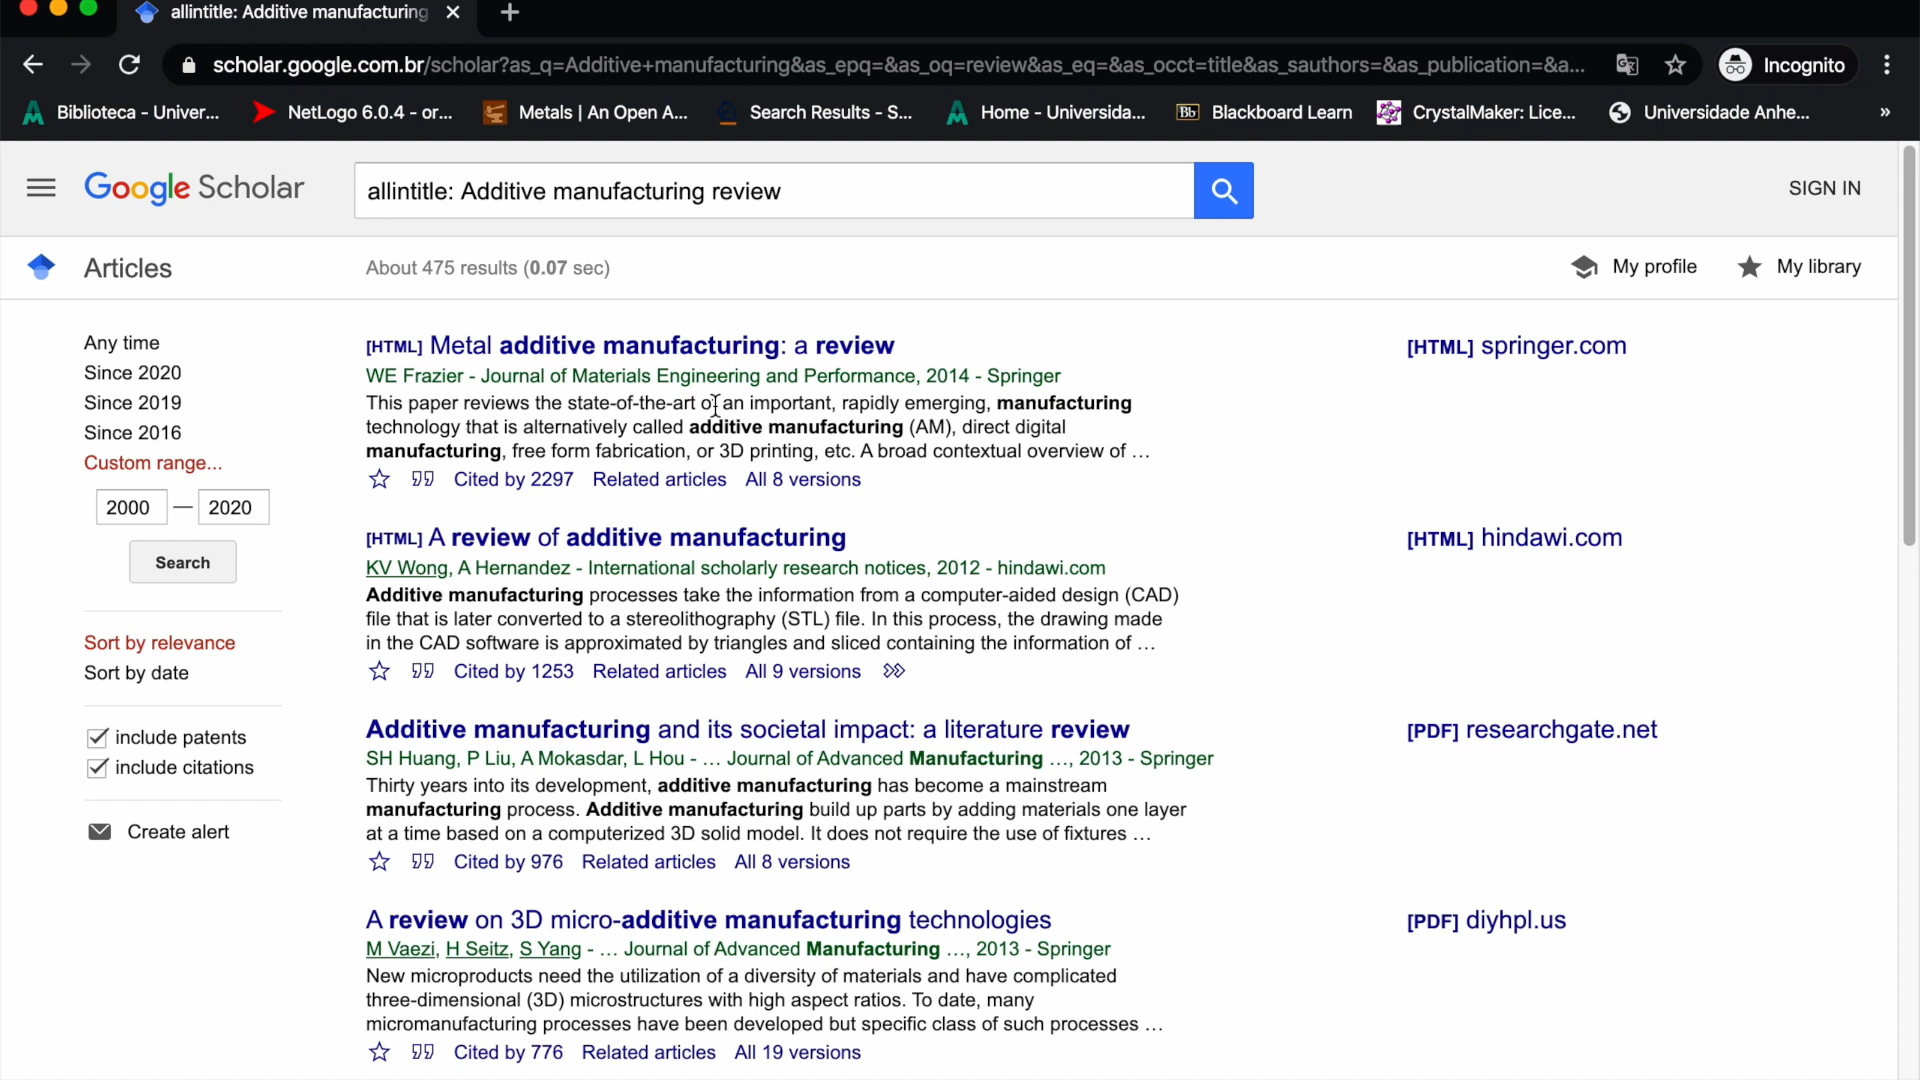 allintitle: Additive manufacturing
scholar.google.com.br/scholar?as_q=Additive+manufacturing&as_epq=&as_oq=review&as_eq=&as_occt=title&as_sauthors=&as_publication=&a...
Incognito
Biblioteca - Univer...
NetLogo 6.0.4 - or...
Metals | An Open A...
Search Results - S...
Home - Universida...
Bb Blackboard Learn
CrystalMaker: Lice...
Universidade Anhe...
»
Google Scholar
allintitle: Additive manufacturing review
SIGN IN
Articles
About 475 results (0.07 sec)
My profile
My library
Any time
Since 2020
Since 2019
Since 2016
Custom range...
2000 — 2020
Search
Sort by relevance
Sort by date
include patents
include citations
Create alert
[HTML] Metal additive manufacturing: a review
WE Frazier - Journal of Materials Engineering and Performance, 2014 - Springer
This paper reviews the state-of-the-art of an important, rapidly emerging, manufacturing
technology that is alternatively called additive manufacturing (AM), direct digital
manufacturing, free form fabrication, or 3D printing, etc. A broad contextual overview of …
Cited by 2297 Related articles All 8 versions
[HTML] springer.com
[HTML] A review of additive manufacturing
KV Wong, A Hernandez - International scholarly research notices, 2012 - hindawi.com
Additive manufacturing processes take the information from a computer-aided design (CAD)
file that is later converted to a stereolithography (STL) file. In this process, the drawing made
in the CAD software is approximated by triangles and sliced containing the information of …
Cited by 1253 Related articles All 9 versions
[HTML] hindawi.com
Additive manufacturing and its societal impact: a literature review
SH Huang, P Liu, A Mokasdar, L Hou - … Journal of Advanced Manufacturing …, 2013 - Springer
Thirty years into its development, additive manufacturing has become a mainstream
manufacturing process. Additive manufacturing build up parts by adding materials one layer
at a time based on a computerized 3D solid model. It does not require the use of fixtures …
Cited by 976 Related articles All 8 versions
[PDF] researchgate.net
A review on 3D micro-additive manufacturing technologies
M Vaezi, H Seitz, S Yang - … Journal of Advanced Manufacturing …, 2013 - Springer
New microproducts need the utilization of a diversity of materials and have complicated
three-dimensional (3D) microstructures with high aspect ratios. To date, many
micromanufacturing processes have been developed but specific class of such processes …
Cited by 776 Related articles All 19 versions
[PDF] diyhpl.us